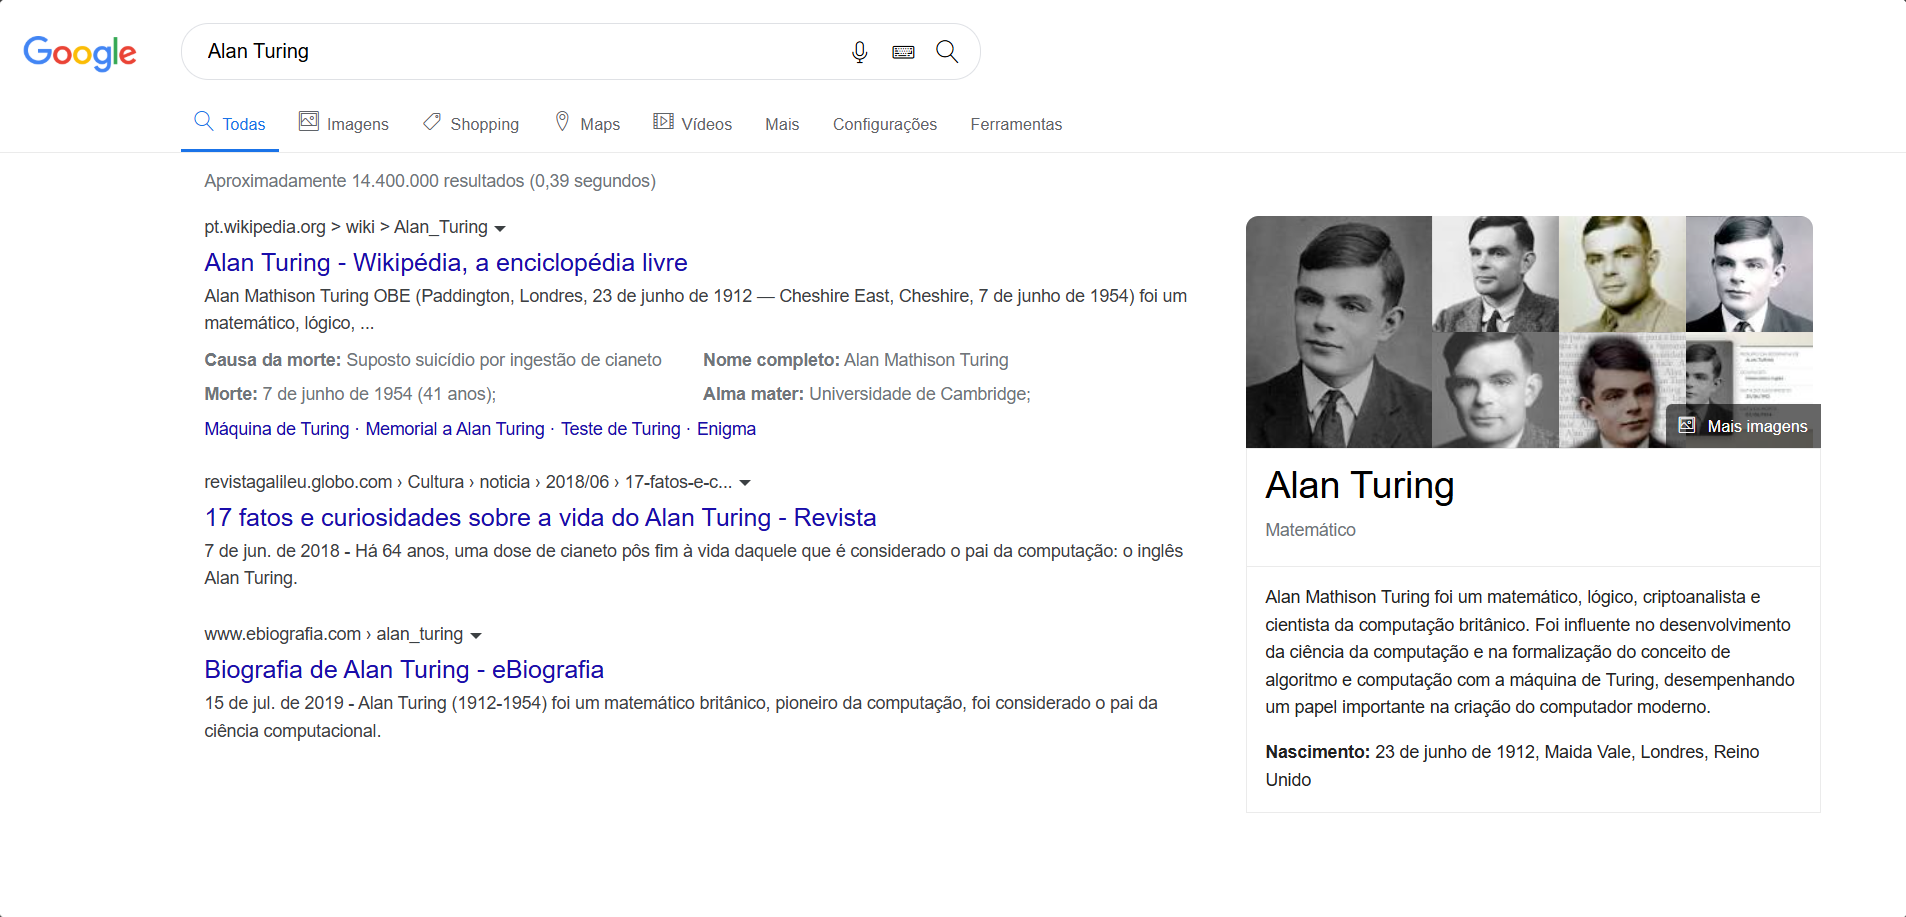 Google
Alan Turing
Todas
Imagens
Shopping
Maps
Vídeos
Mais
Configurações
Ferramentas
Aproximadamente 14.400.000 resultados (0,39 segundos)
pt.wikipedia.org > wiki > Alan_Turing
Alan Turing - Wikipédia, a enciclopédia livre
Alan Mathison Turing OBE (Paddington, Londres, 23 de junho de 1912 — Cheshire East, Cheshire, 7 de junho de 1954) foi um
matemático, lógico, ...
Causa da morte: Suposto suicídio por ingestão de cianeto
Nome completo: Alan Mathison Turing
Morte: 7 de junho de 1954 (41 anos);
Alma mater: Universidade de Cambridge;
Máquina de Turing · Memorial a Alan Turing · Teste de Turing · Enigma
revistagalileu.globo.com › Cultura › noticia › 2018/06 › 17-fatos-e-c...
17 fatos e curiosidades sobre a vida do Alan Turing - Revista
7 de jun. de 2018 - Há 64 anos, uma dose de cianeto pôs fim à vida daquele que é considerado o pai da computação: o inglês
Alan Turing.
www.ebiografia.com › alan_turing
Biografia de Alan Turing - eBiografia
15 de jul. de 2019 - Alan Turing (1912-1954) foi um matemático britânico, pioneiro da computação, foi considerado o pai da
ciência computacional.
Mais imagens
Alan Turing
Matemático
Alan Mathison Turing foi um matemático, lógico, criptoanalista e
cientista da computação britânico. Foi influente no desenvolvimento
da ciência da computação e na formalização do conceito de
algoritmo e computação com a máquina de Turing, desempenhando
um papel importante na criação do computador moderno.
Nascimento: 23 de junho de 1912, Maida Vale, Londres, Reino
Unido